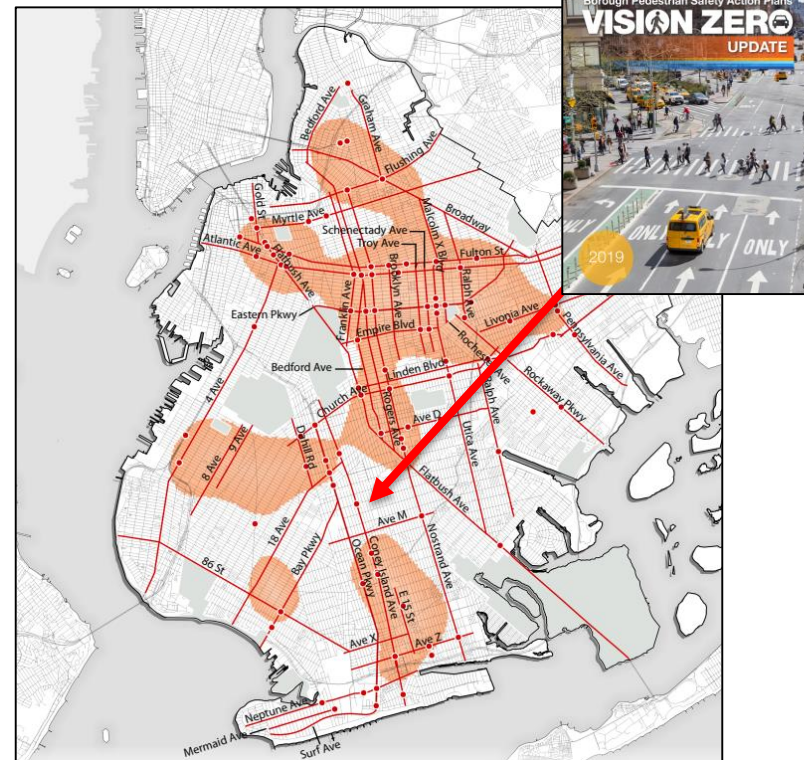 Borough Pedestrian Safety Action Plans
VISION ZERO
UPDATE
2019
ONLY
ONLY
ONLY
Bedford Ave
Graham Ave
Flushing Ave
Gold St
Myrtle Ave
Broadway
Malcolm X Blvd
Schenectady Ave
Troy Ave
Atlantic Ave
Flatbush Ave
Fulton St
Brooklyn Ave
Ralph Ave
Franklin Ave
Eastern Pkwy
Livonia Ave
Pennsylvania Ave
Empire Blvd
Rochester Ave
Bedford Ave
Linden Blvd
Rockaway Pkwy
Church Ave
Rogers Ave
Ralph Ave
4 Ave
Ave D
Utica Ave
Dahill Rd
9 Ave
8 Ave
Flatbush Ave
18 Ave
Ave M
Bay Pkwy
Nostrand Ave
Coney Island Ave
Ocean Pkwy
86 St
E 15 St
Ave X
Ave Z
Neptune Ave
Mermaid Ave
Surf Ave